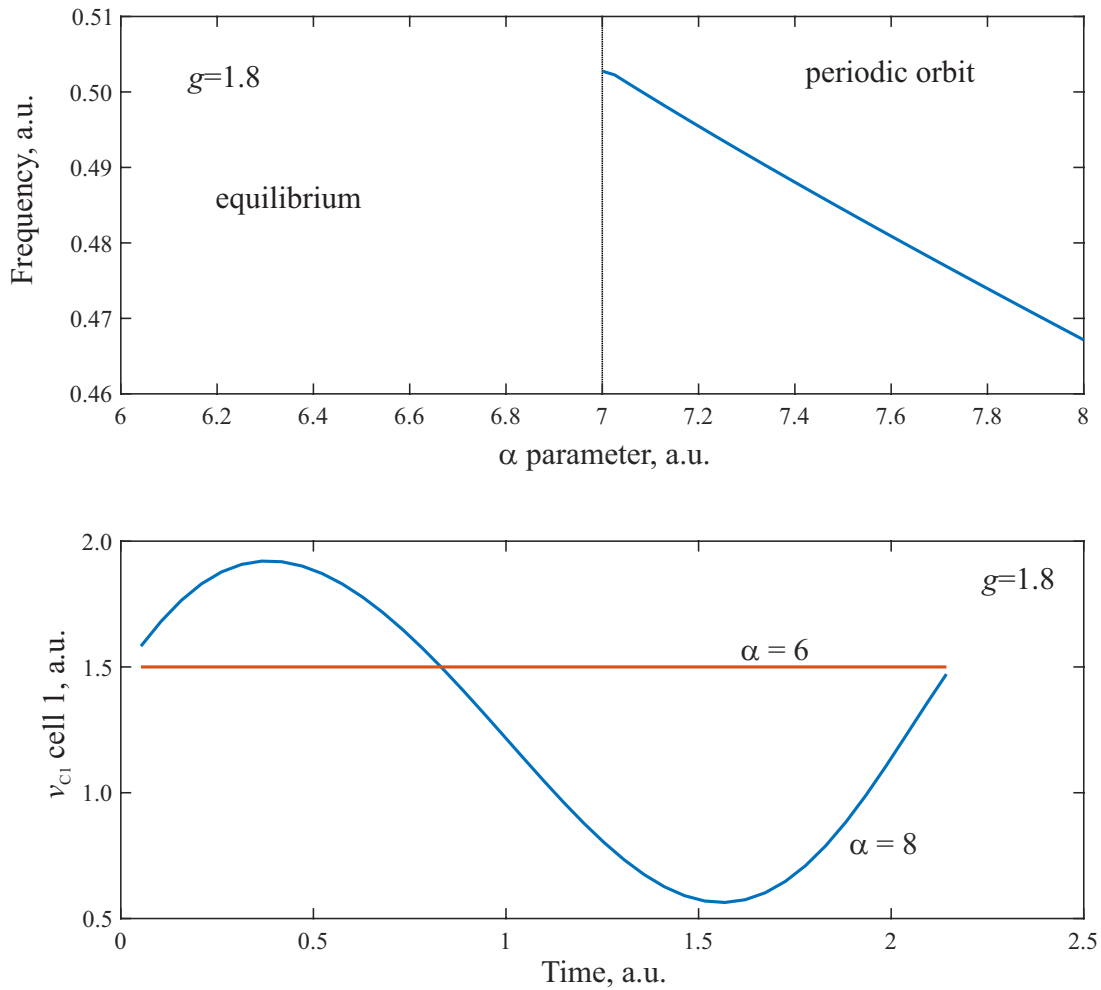 0.51
g=1.8
periodic orbit
0.50
0.49
equilibrium
0.48
0.47
0.46
Frequency, a.u.
6 6.2 6.4 6.6 6.8 7 7.2 7.4 7.6 7.8 8
α parameter, a.u.
2.0
g=1.8
α = 6
1.5
1.0
α = 8
0.5
v_C1 cell 1, a.u.
0 0.5 1 1.5 2 2.5
Time, a.u.